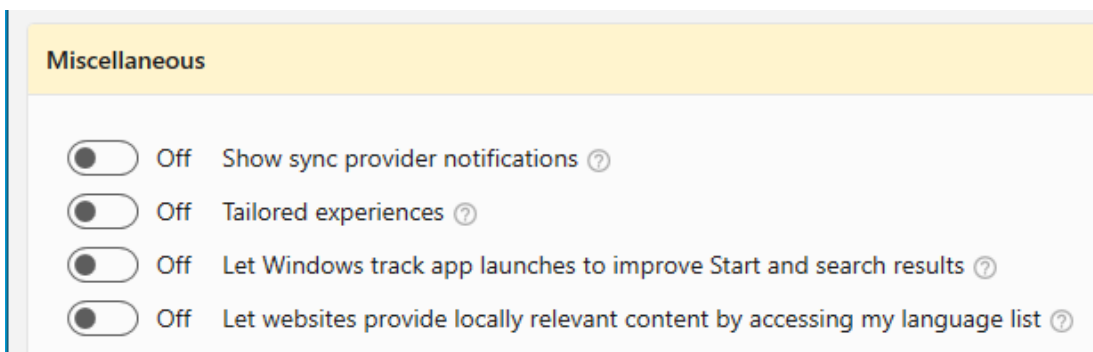 Miscellaneous
Off Show sync provider notifications ?
Off Tailored experiences ?
Off Let Windows track app launches to improve Start and search results ?
Off Let websites provide locally relevant content by accessing my language list ?